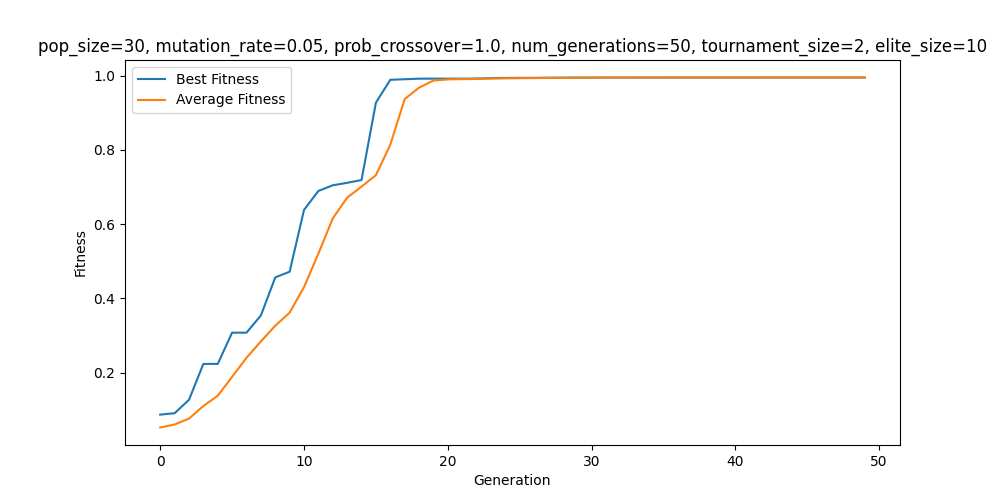 pop_size=30, mutation_rate=0.05, prob_crossover=1.0, num_generations=50, tournament_size=2, elite_size=10
Best Fitness
Average Fitness
Fitness
1.0
0.8
0.6
0.4
0.2
0 10 20 30 40 50
Generation